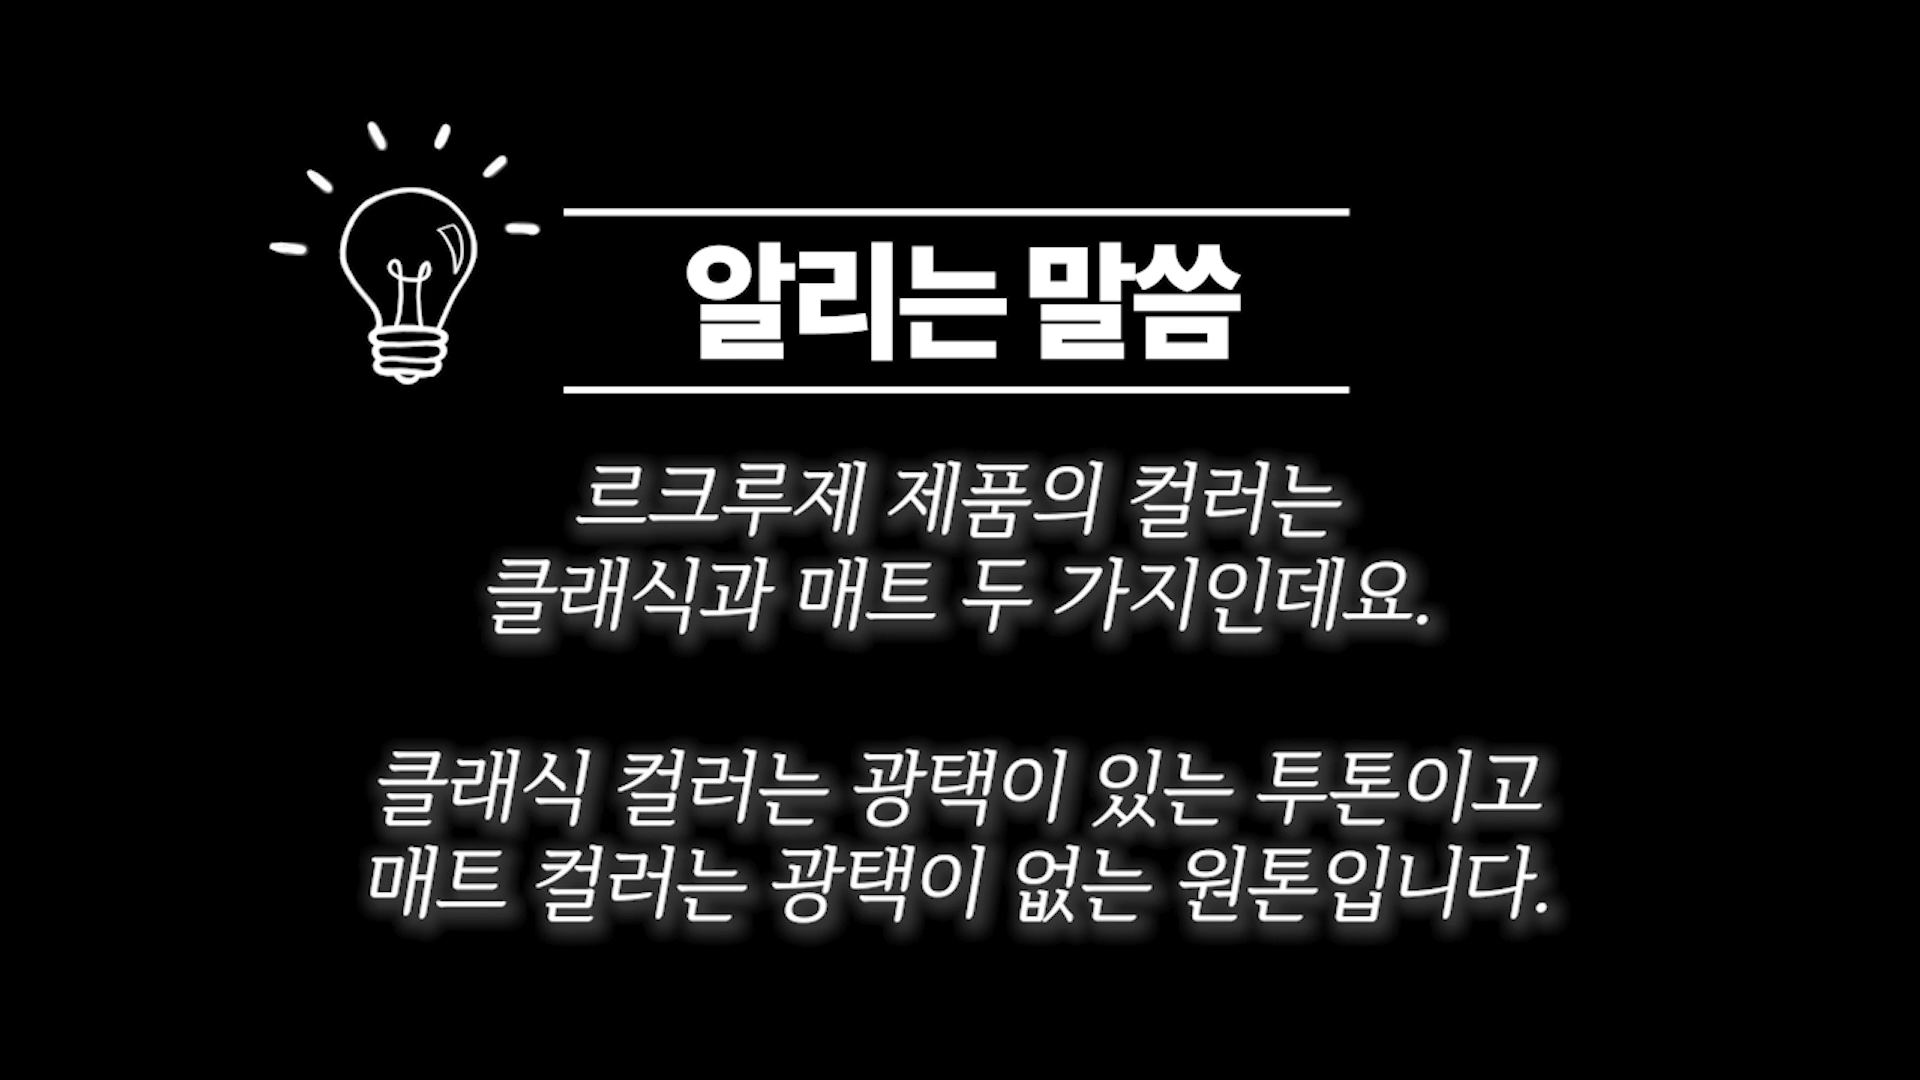 알리는 말씀
르크루제 제품의 컬러는
클래식과 매트 두 가지인데요.
클래식 컬러는 광택이 있는 투톤이고
매트 컬러는 광택이 없는 원톤입니다.